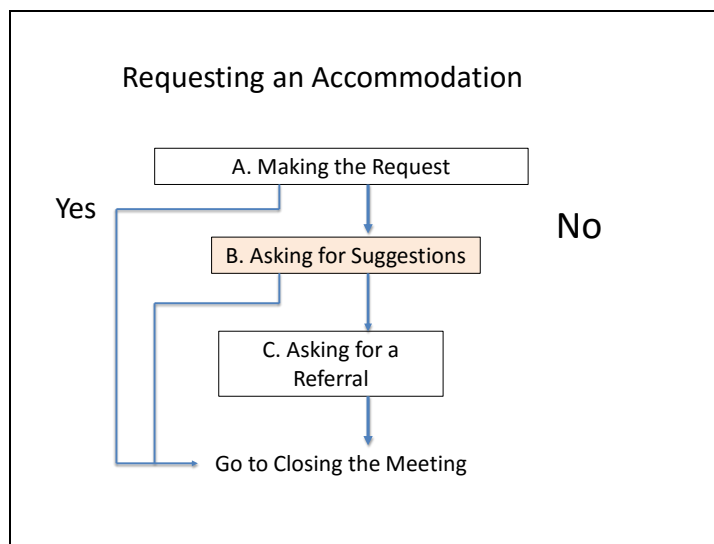 Requesting an Accommodation
A. Making the Request
Yes
No
B. Asking for Suggestions
C. Asking for a
Referral
Go to Closing the Meeting